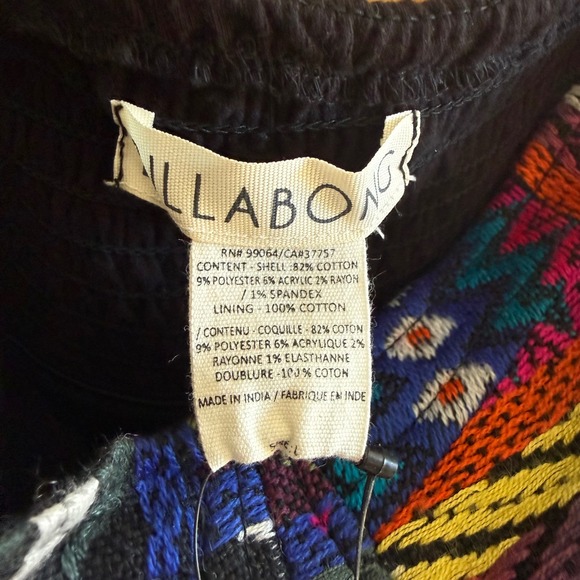 ILLABONG
RN# 99064/CA#37757
CONTENT - SHELL :82% COTTON
9% POLYESTER 6% ACRYLIC 2% RAYON
/ 1% SPANDEX
LINING - 100% COTTON
/ CONTENU - COQUILLE - 82% COTON
9% POLYESTER 6% ACRYLIQUE 2%
RAYONNE 1% ELASTHANNE
DOUBLURE -100 % COTON
MADE IN INDIA / FABRIQUE EN INDE
SIZE: L